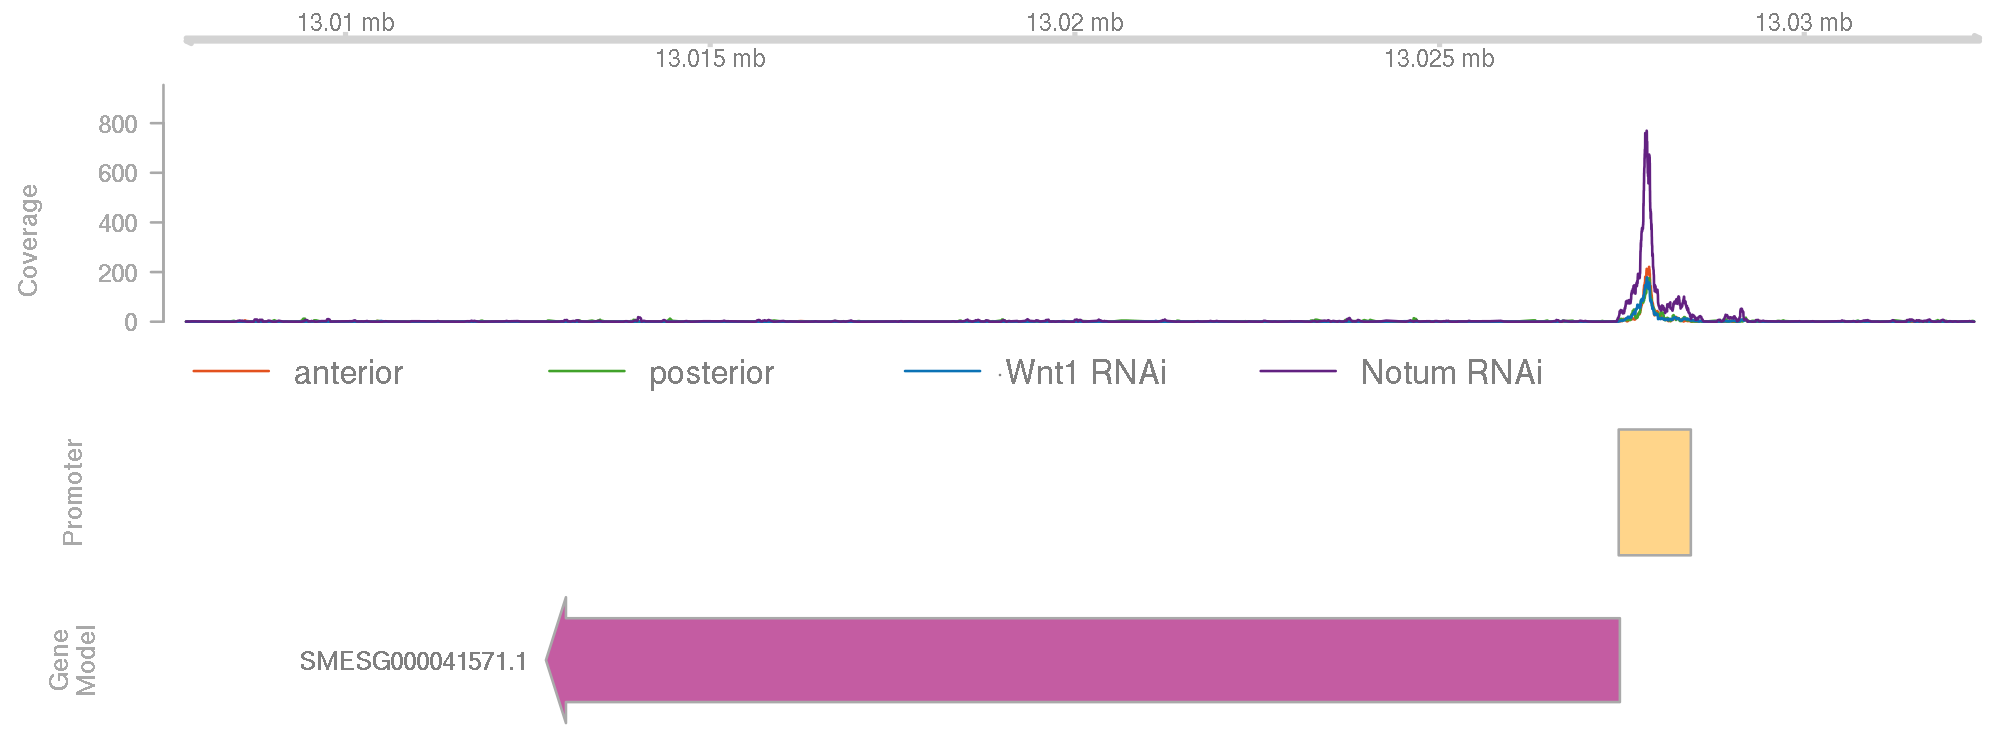 13.01 mb 13.02 mb 13.03 mb
13.015 mb 13.025 mb
Coverage
800
600
400
200
0
anterior posterior Wnt1 RNAi Notum RNAi
Promoter
Gene
Model
SMESG000041571.1